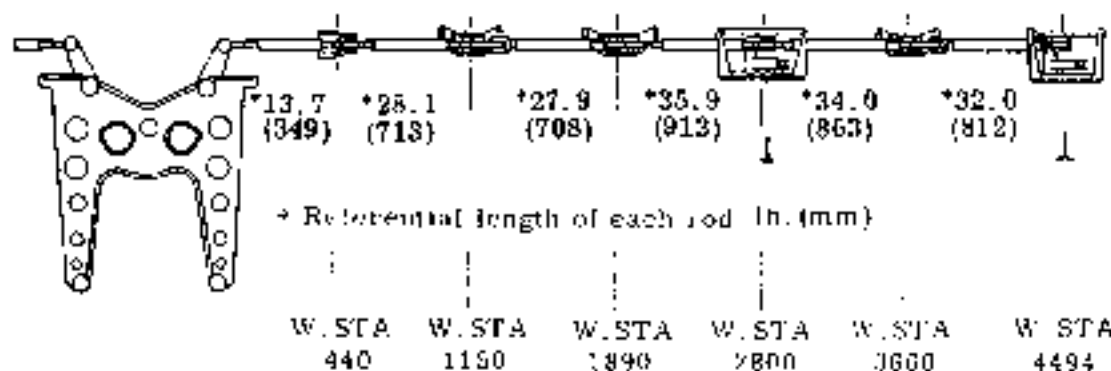 *13.7 *28.1 *27.9 *35.9 *34.0 *32.0
(349) (713) (708) (913) (863) (812)
* Referential length of each rod In.(mm)
W.STA W.STA W.STA W.STA W.STA W STA
440 1150 1890 2800 3660 4494